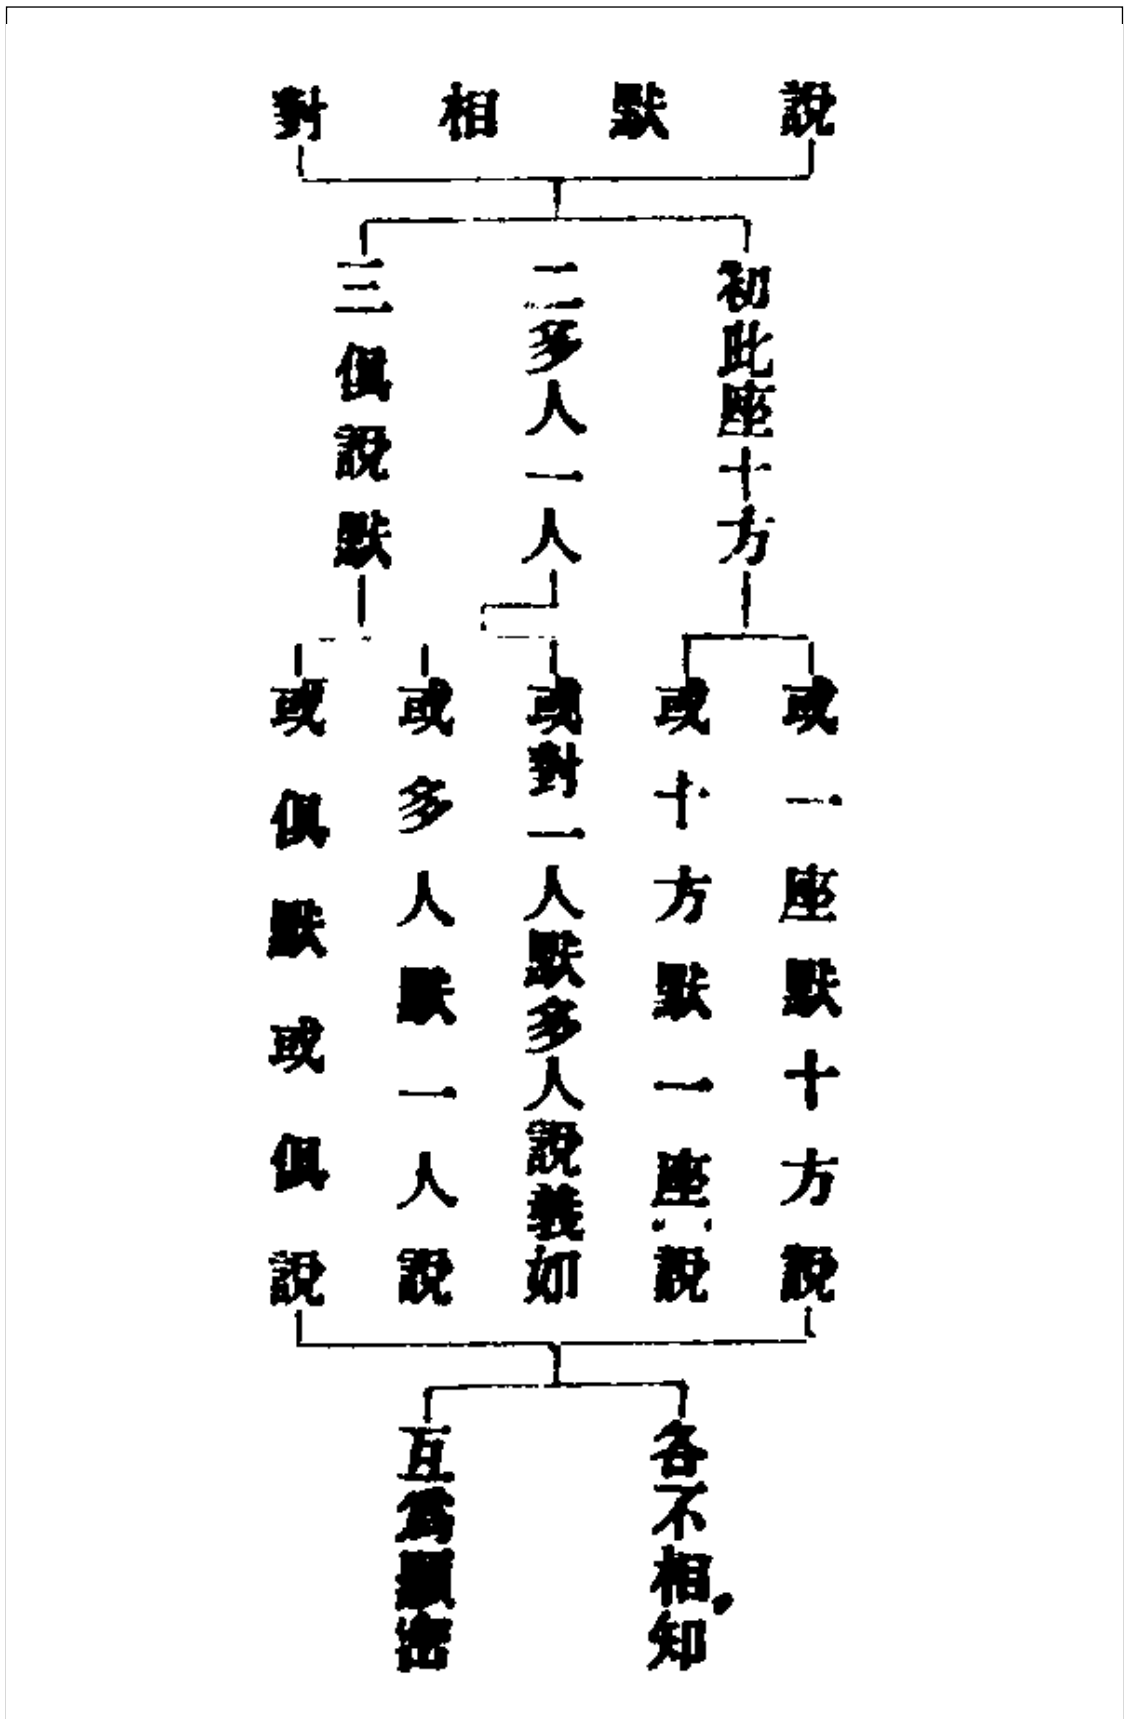 說默相對
初此座十方
二多人一人
三俱說默
或一座默十方說
或十方默一座說
或對一人默多人說義如
或多人默一人說
或俱默或俱說
各不相知
互爲顯密